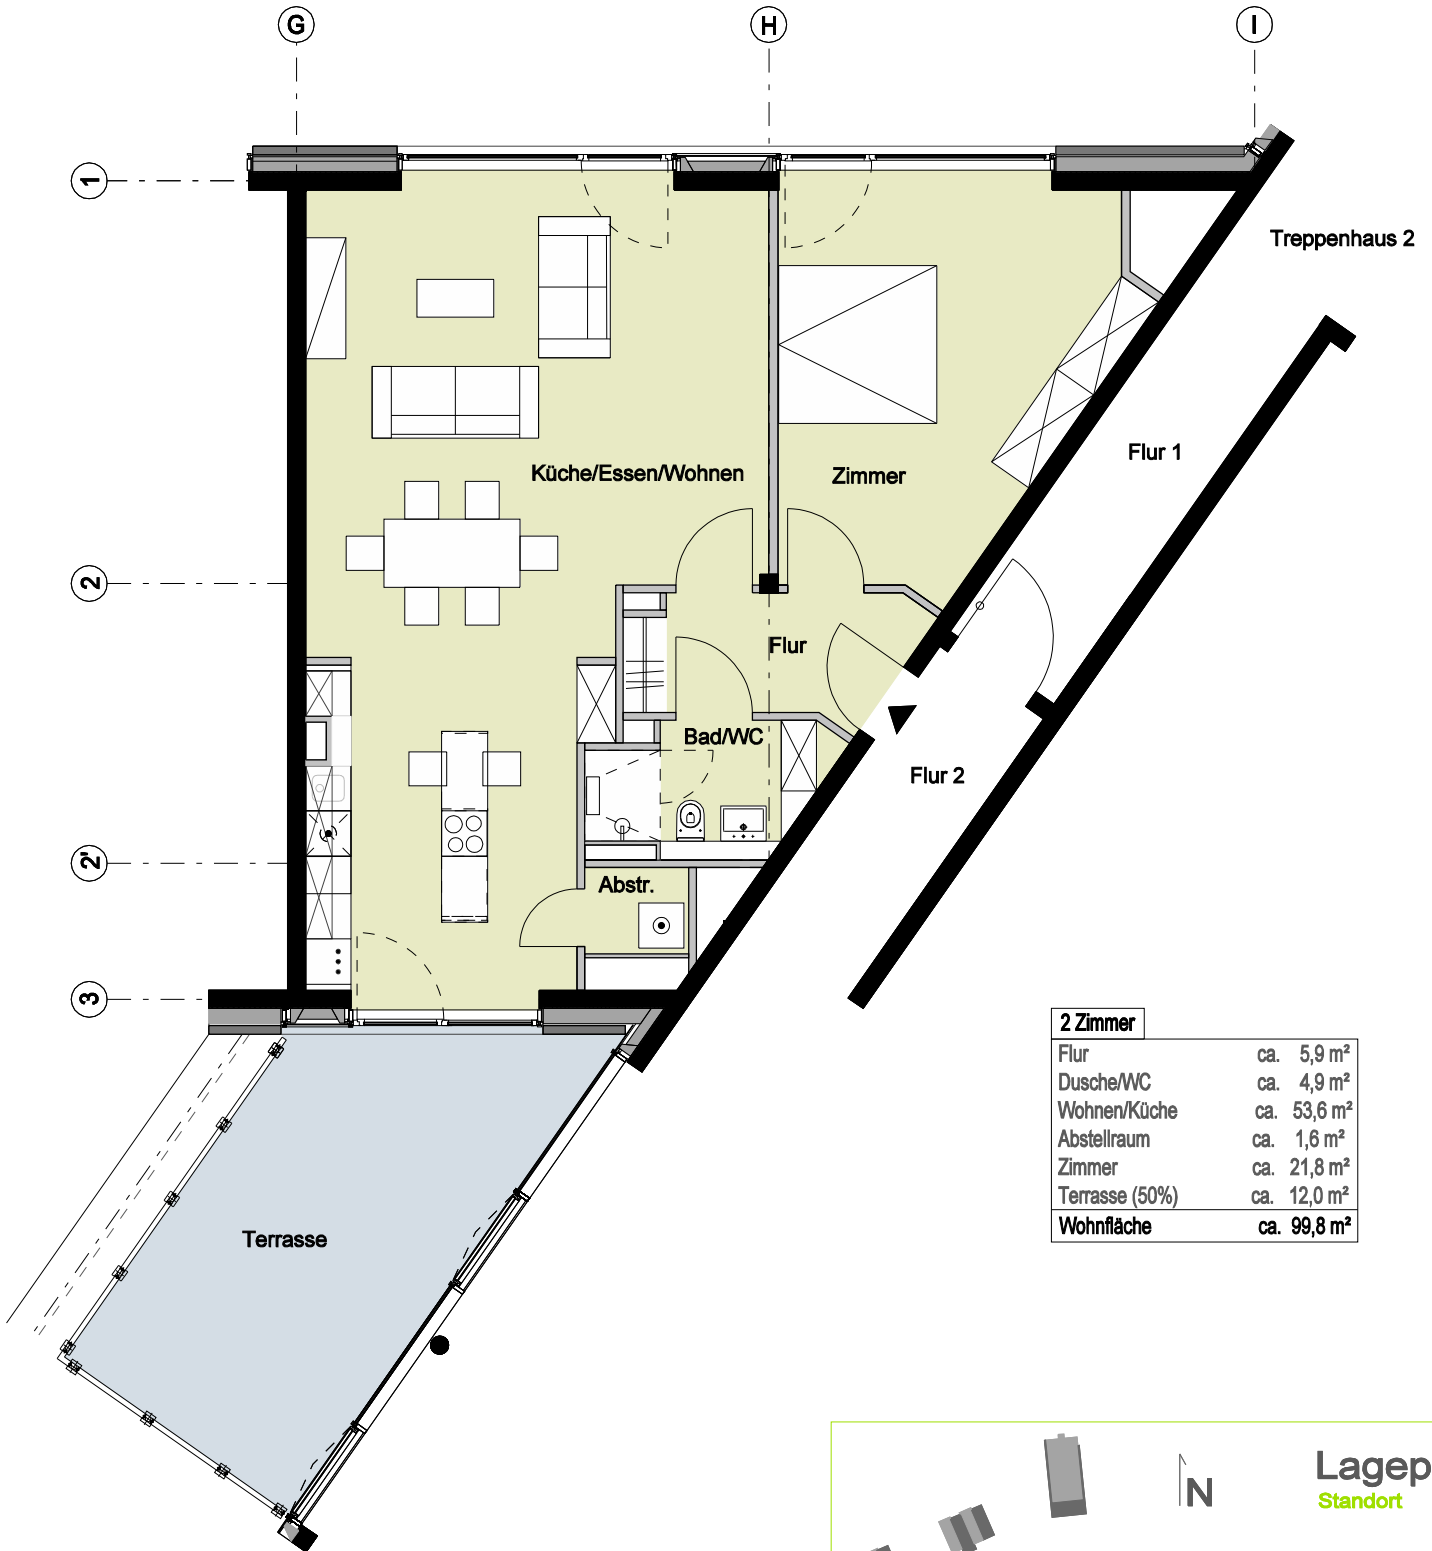 G H I
1
Treppenhaus 2
Flur 1
Küche/Essen/Wohnen
Zimmer
2
Flur
Bad/WC
Flur 2
2'
Abstr.
3
2 Zimmer
Flur ca. 5,9 m²
Dusche/WC ca. 4,9 m²
Wohnen/Küche ca. 53,6 m²
Abstellraum ca. 1,6 m²
Zimmer ca. 21,8 m²
Terrasse (50%) ca. 12,0 m²
Wohnfläche ca. 99,8 m²
Terrasse
N
Lagep
Standort